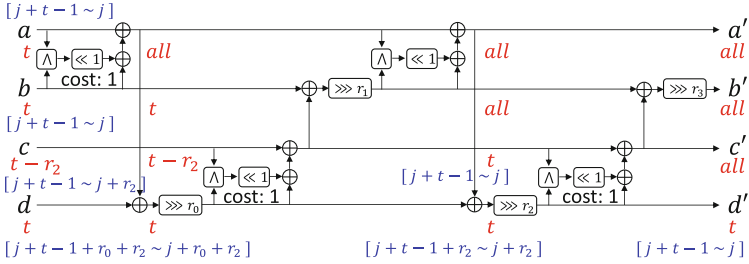 [j + t − 1 ~ j]
a a′
t ∧ ≪ 1 all ∧ ≪ 1 all all
cost: 1
b ⋙ r₁ ⋙ r₃ b′
t t all all
[j + t − 1 ~ j]
c c′
t − r₂ t − r₂ ∧ ≪ 1 t ∧ ≪ 1 all
[j + t − 1 ~ j + r₂] [j + t − 1 ~ j]
cost: 1 cost: 1
d ⋙ r₀ ⋙ r₂ d′
t t t t
[j + t − 1 + r₀ + r₂ ~ j + r₀ + r₂] [j + t − 1 + r₂ ~ j + r₂] [j + t − 1 ~ j]